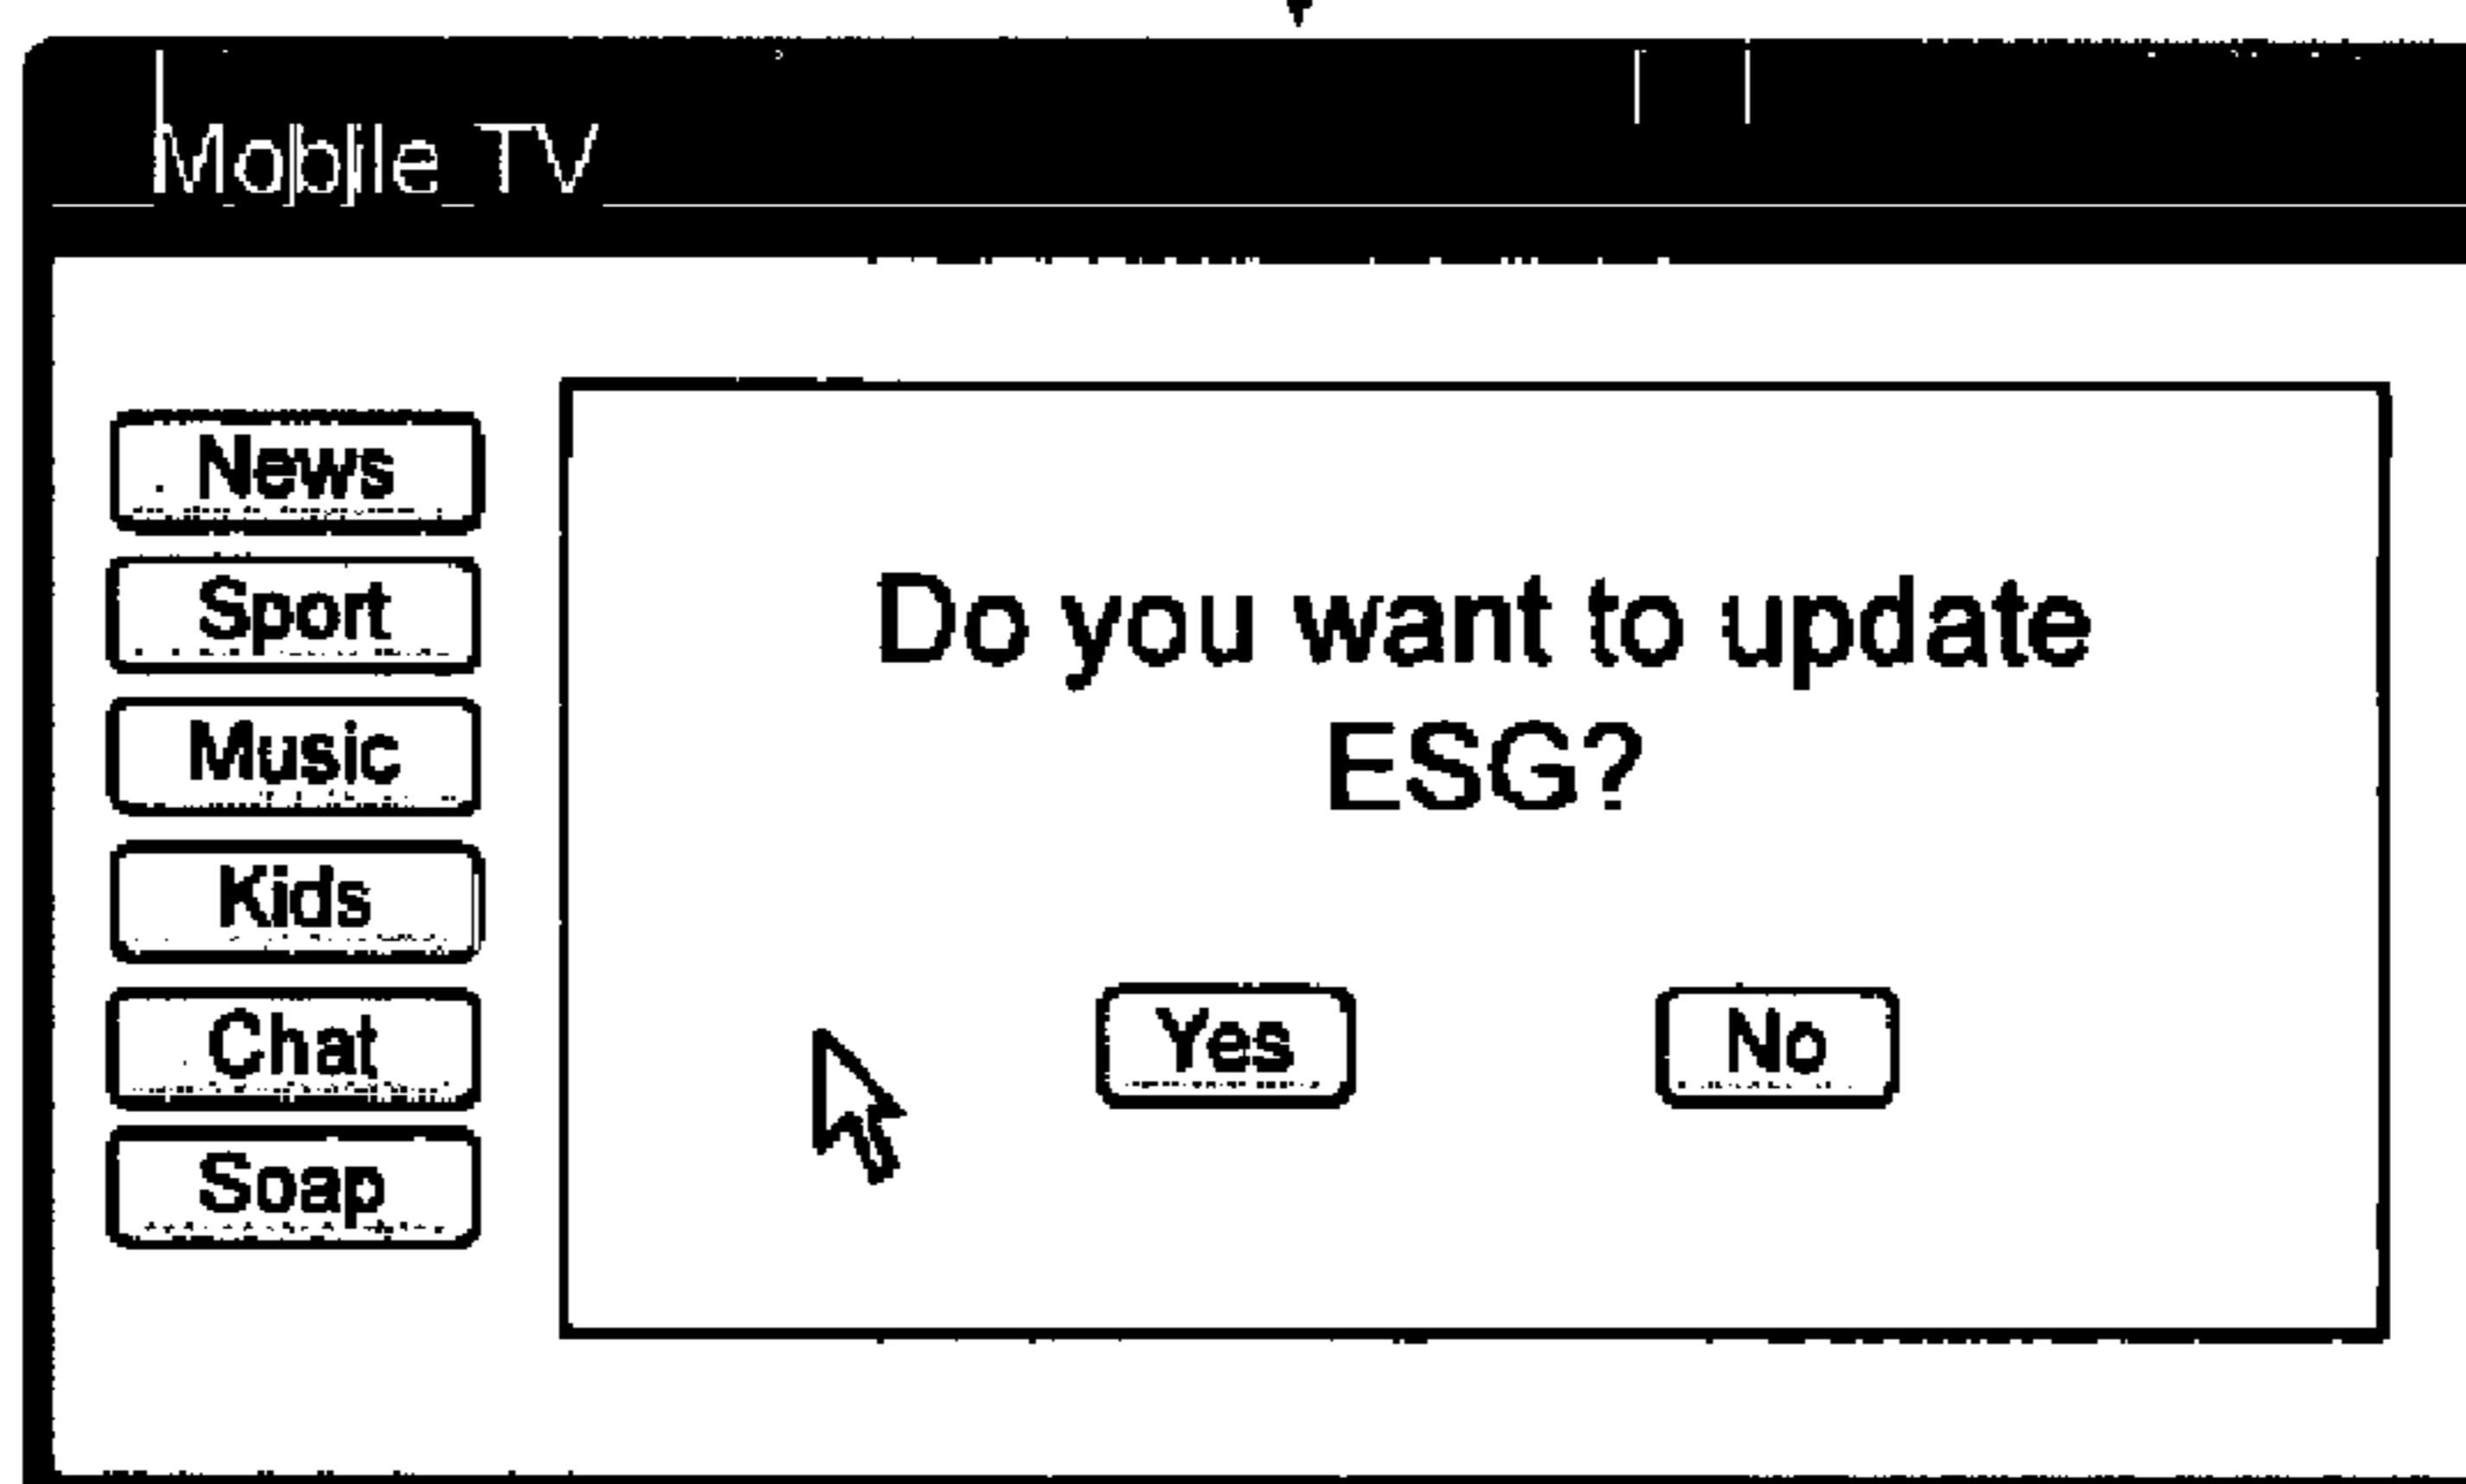 Mobile TV
News
Sport
Music
Kids
Chat
Soap
Do you want to update
ESG?
Yes
No